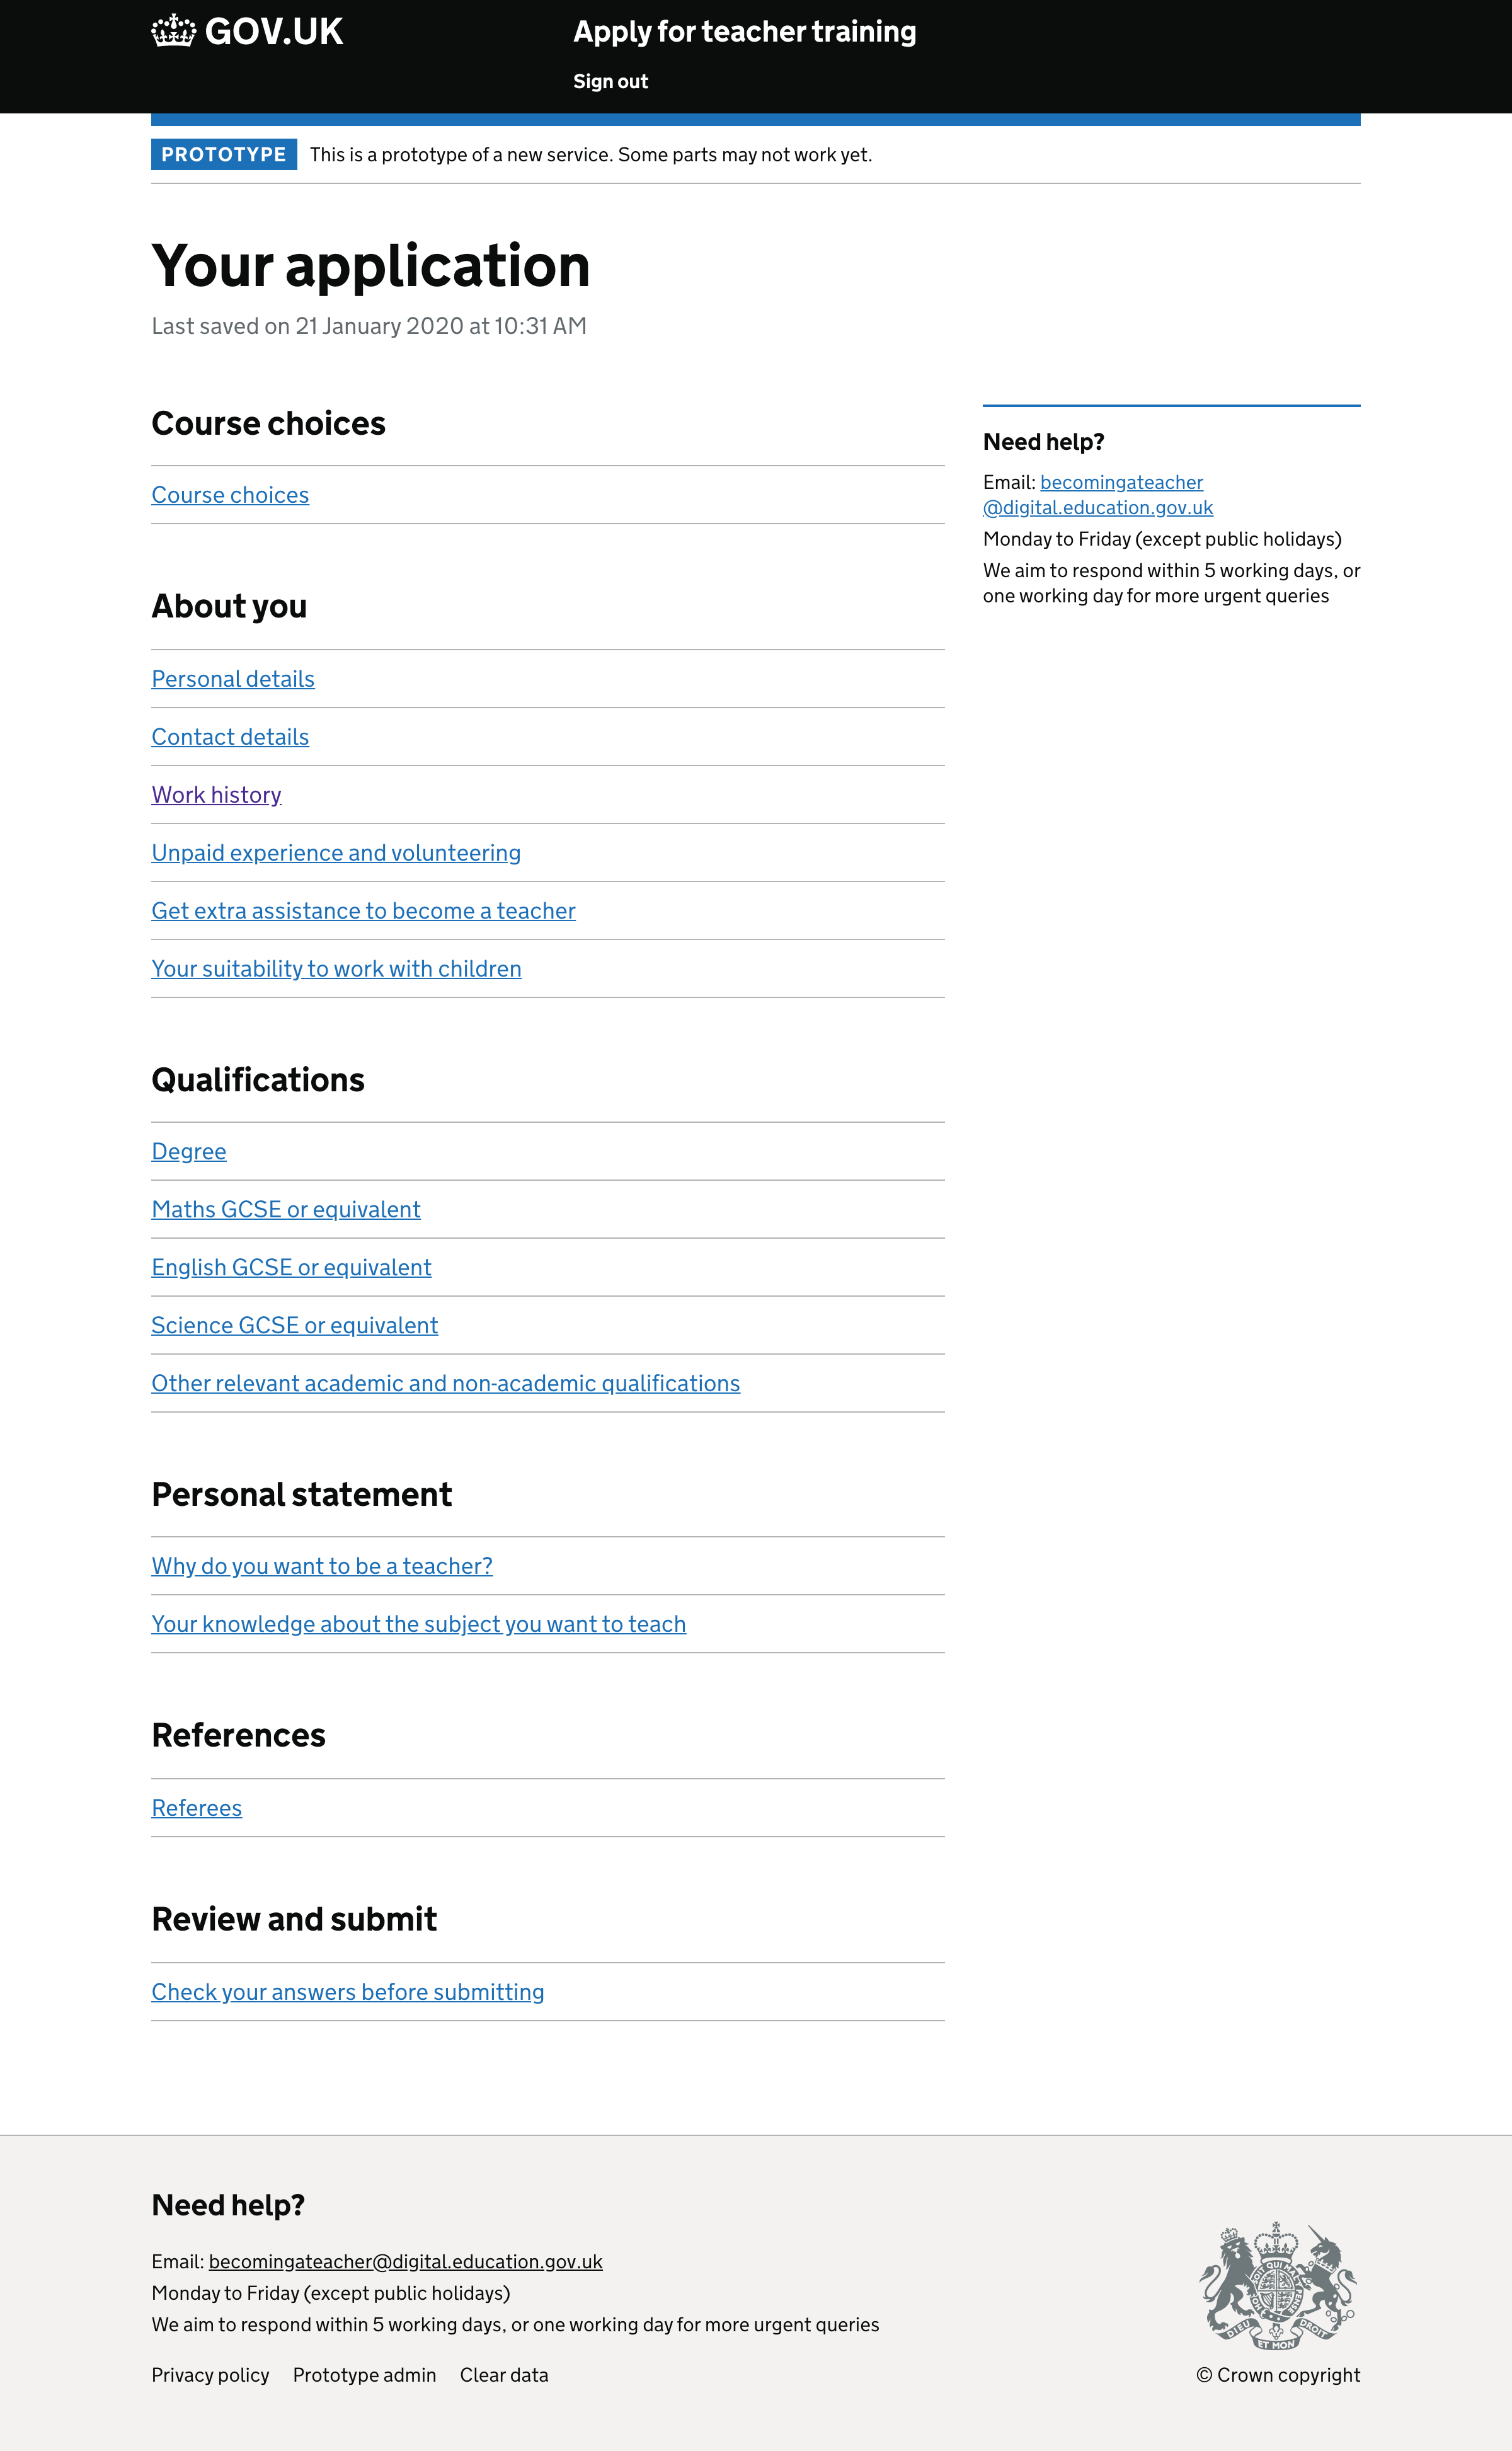 GOV.UK
Apply for teacher training
Sign out
PROTOTYPE This is a prototype of a new service. Some parts may not work yet.
Your application
Last saved on 21 January 2020 at 10:31 AM
Course choices
Course choices
About you
Personal details
Contact details
Work history
Unpaid experience and volunteering
Get extra assistance to become a teacher
Your suitability to work with children
Qualifications
Degree
Maths GCSE or equivalent
English GCSE or equivalent
Science GCSE or equivalent
Other relevant academic and non-academic qualifications
Personal statement
Why do you want to be a teacher?
Your knowledge about the subject you want to teach
References
Referees
Review and submit
Check your answers before submitting
Need help?
Email: becomingateacher
@digital.education.gov.uk
Monday to Friday (except public holidays)
We aim to respond within 5 working days, or
one working day for more urgent queries
Need help?
Email: becomingateacher@digital.education.gov.uk
Monday to Friday (except public holidays)
We aim to respond within 5 working days, or one working day for more urgent queries
Privacy policy Prototype admin Clear data
DIEU ET MON DROIT
© Crown copyright